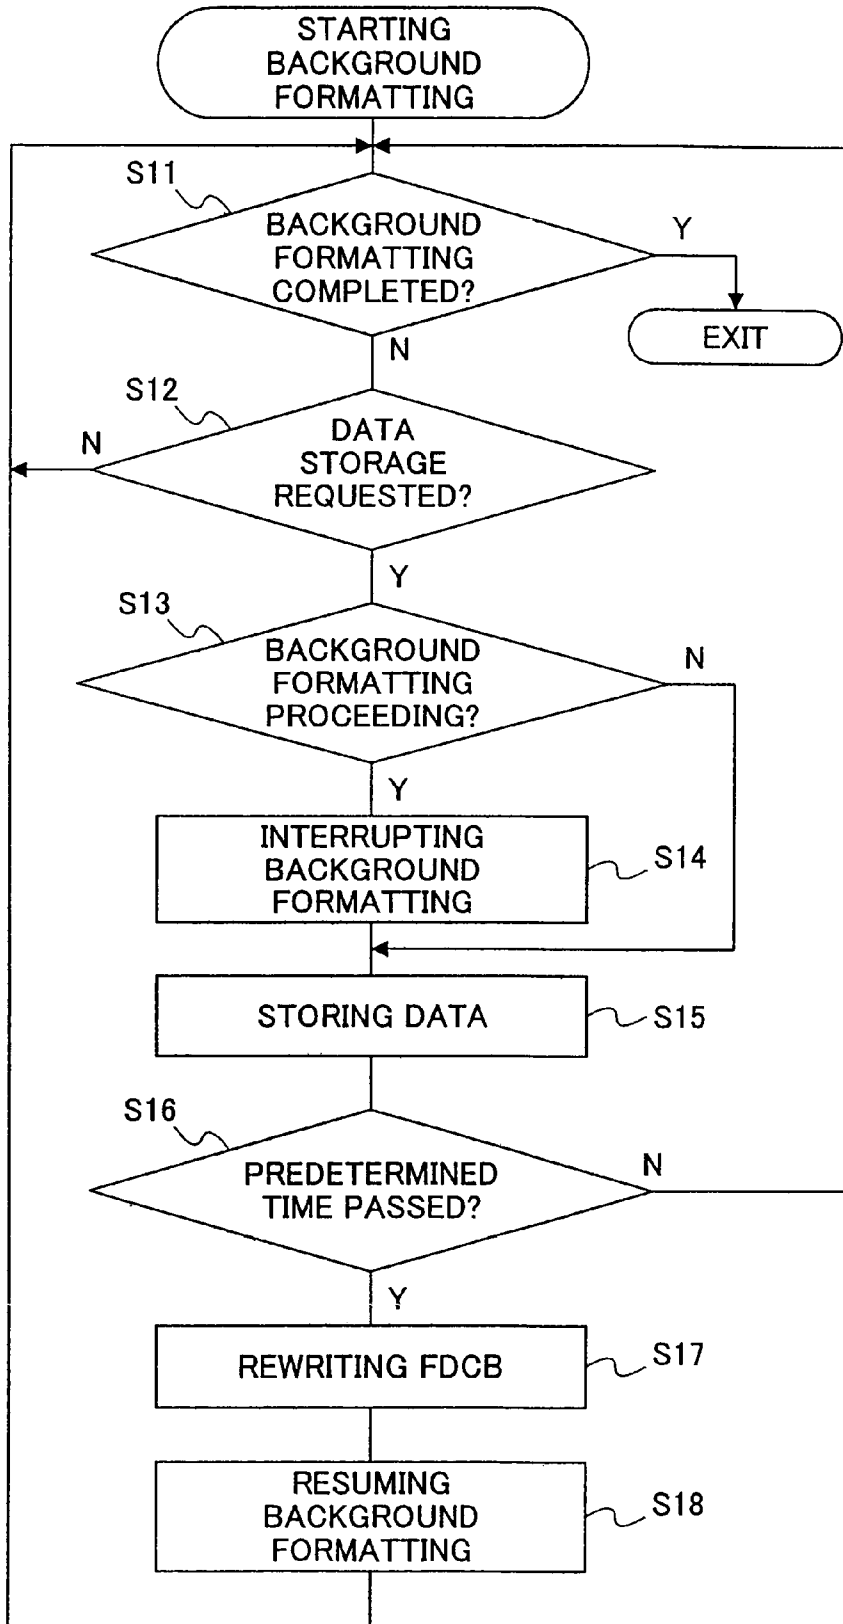 STARTING
BACKGROUND
FORMATTING
S11
BACKGROUND
FORMATTING
COMPLETED?
Y
EXIT
N
S12
N
DATA
STORAGE
REQUESTED?
Y
S13
BACKGROUND
FORMATTING
PROCEEDING?
N
Y
INTERRUPTING
BACKGROUND
FORMATTING
S14
STORING DATA
S15
S16
PREDETERMINED
TIME PASSED?
N
Y
REWRITING FDCB
S17
RESUMING
BACKGROUND
FORMATTING
S18